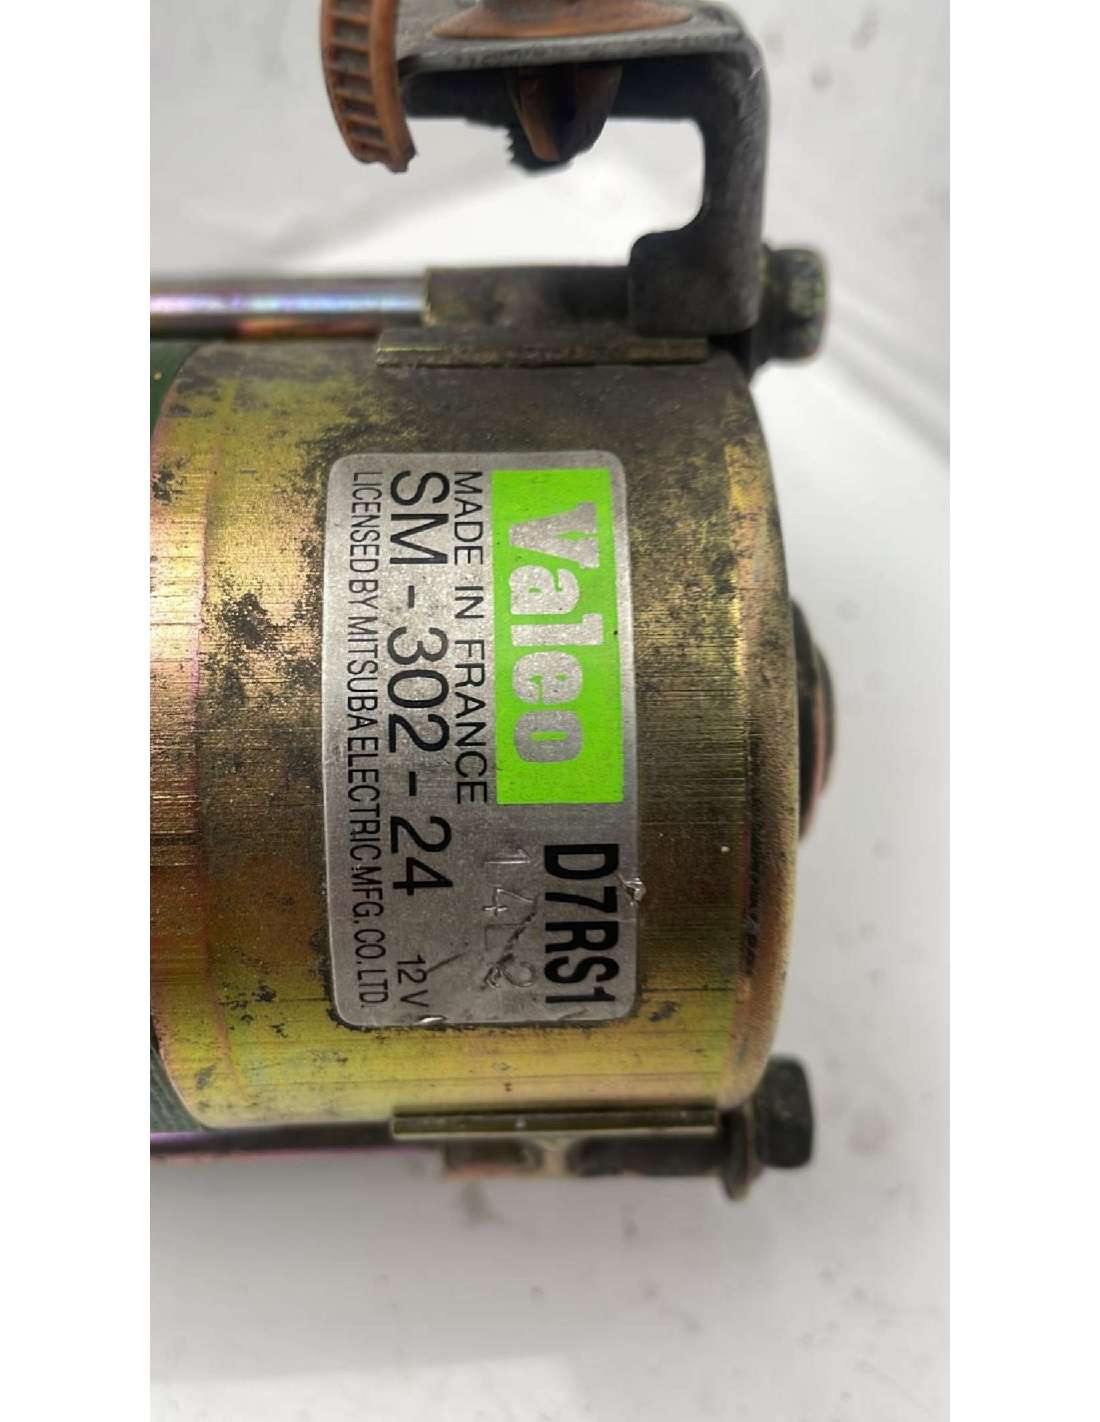 Valeo D7RS1
MADE IN FRANCE
SM-302-24 12V
LICENSED BY MITSUBA ELECTRIC MFG. CO. LTD.